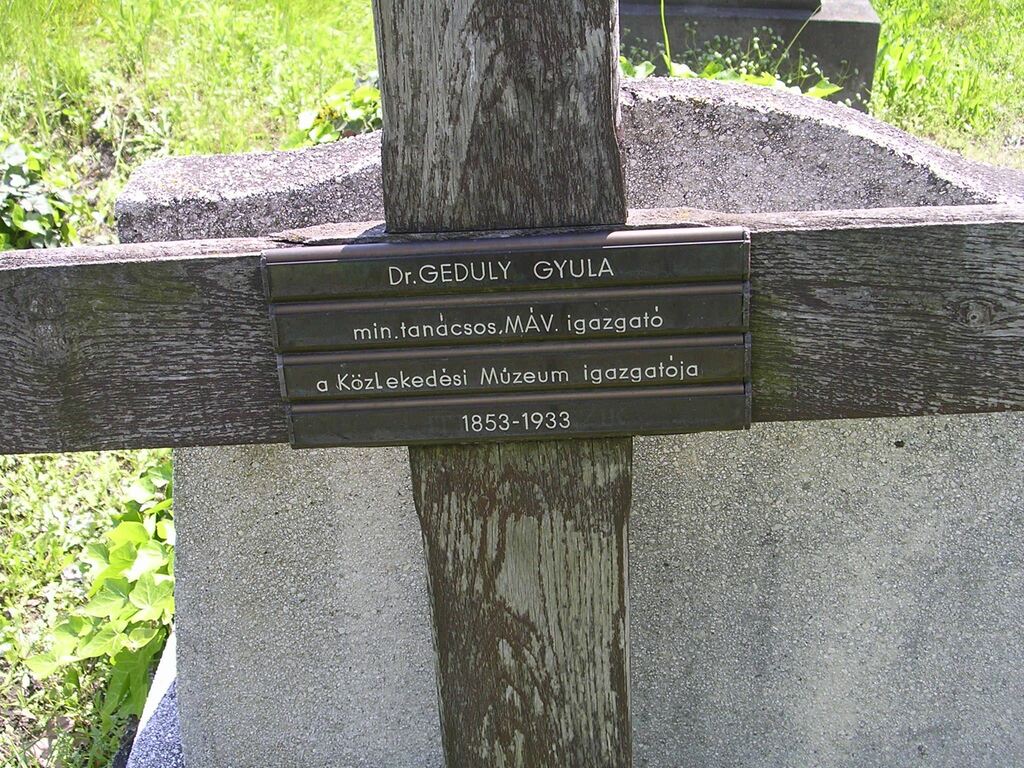 Dr.GEDULY GYULA
min.tanácsos,MÁV. igazgató
a Közlekedési Múzeum igazgatója
1853-1933